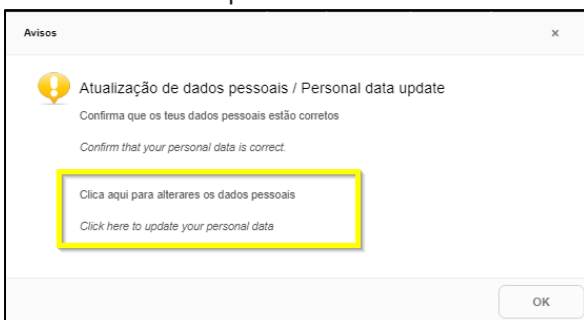 Avisos ×
Atualização de dados pessoais / Personal data update
Confirma que os teus dados pessoais estão corretos
Confirm that your personal data is correct.
Clica aqui para alterares os dados pessoais
Click here to update your personal data
OK